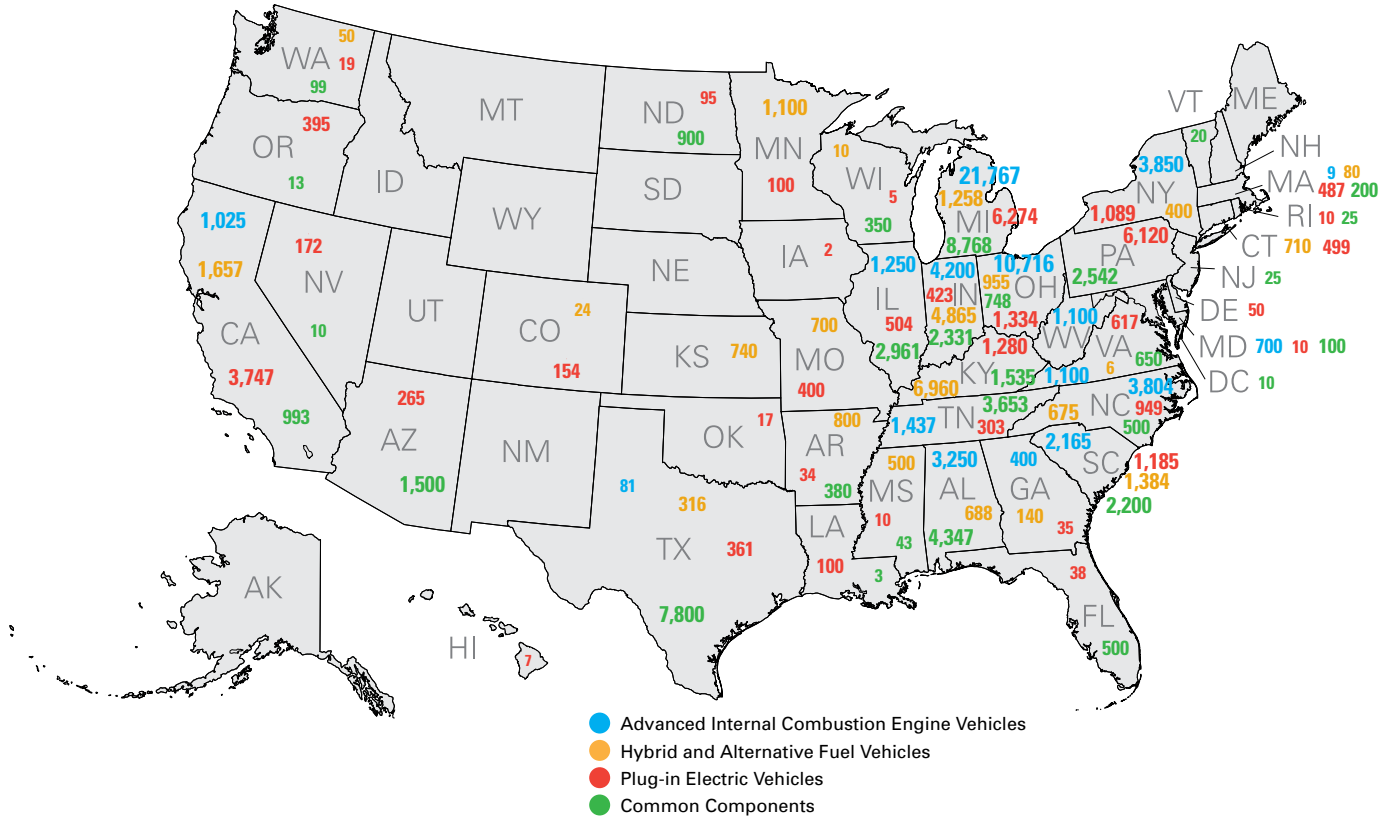 50
WA 19
99
395
OR
13
ID
MT
WY
1,025
1,657
CA
3,747
993
172
NV
10
UT
24
CO
154
265
AZ
1,500
NM
95
ND
900
SD
NE
740
KS
17
OK
81
316
TX 361
7,800
1,100
MN
100
IA 2
700
MO
400
800
AR
34
380
LA
100
3
10
WI
5
350
1,250
IL
504
2,961
21,767
1,258
MI 6,274
8,768
4,200
423 IN
4,865
2,331
10,716
955 OH
748
1,334
1,280
KY 1,535
6,960
3,653
TN
1,437 303
500
MS
10
43
3,250
AL
688
4,347
400
GA
140
35
38
FL
500
2,165
SC 1,185
1,384
2,200
3,804
675 NC 949
500
1,100
WV
1,100
617
VA
6 650
6,120
PA
2,542
3,850
NY
1,089 400
VT
20
ME
NH
9 80
MA 487 200
RI 10 25
CT 710 499
NJ 25
DE 50
MD 700 10 100
DC 10
AK
HI
7
Advanced Internal Combustion Engine Vehicles
Hybrid and Alternative Fuel Vehicles
Plug-in Electric Vehicles
Common Components